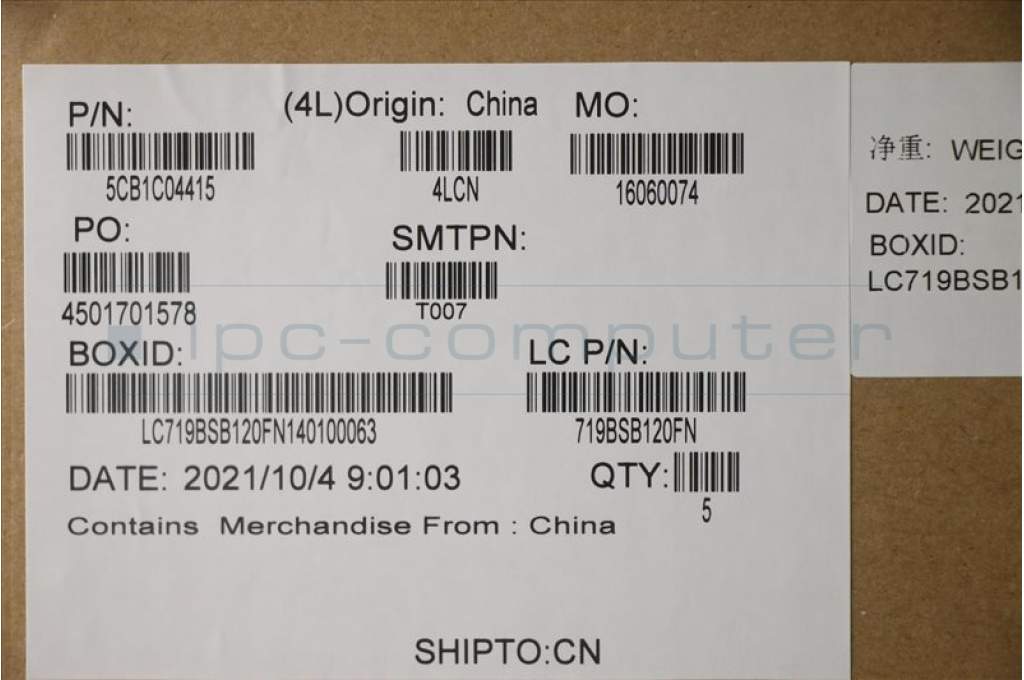 P/N:
(4L)Origin: China
MO:
5CB1C04415
4LCN
16060074
PO:
SMTPN:
4501701578
T007
ipc-computer
BOXID:
LC P/N:
LC719BSB120FN140100063
719BSB120FN
DATE: 2021/10/4 9:01:03
QTY:
5
Contains Merchandise From : China
SHIPTO:CN
净重: WEIG
DATE: 2021
BOXID:
LC719BSB1